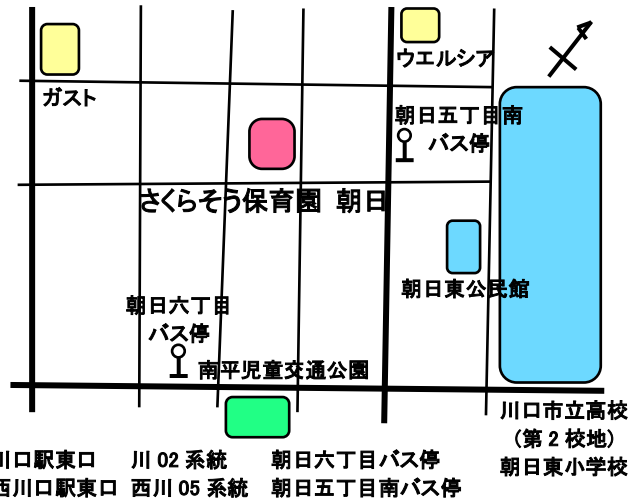 ガスト
ウエルシア
朝日五丁目南
バス停
さくらそう保育園 朝日
朝日東公民館
朝日六丁目
バス停
南平児童交通公園
川口市立高校
(第2校地)
朝日東小学校
川口駅東口 川02系統 朝日六丁目バス停
西川口駅東口 西川05系統 朝日五丁目南バス停